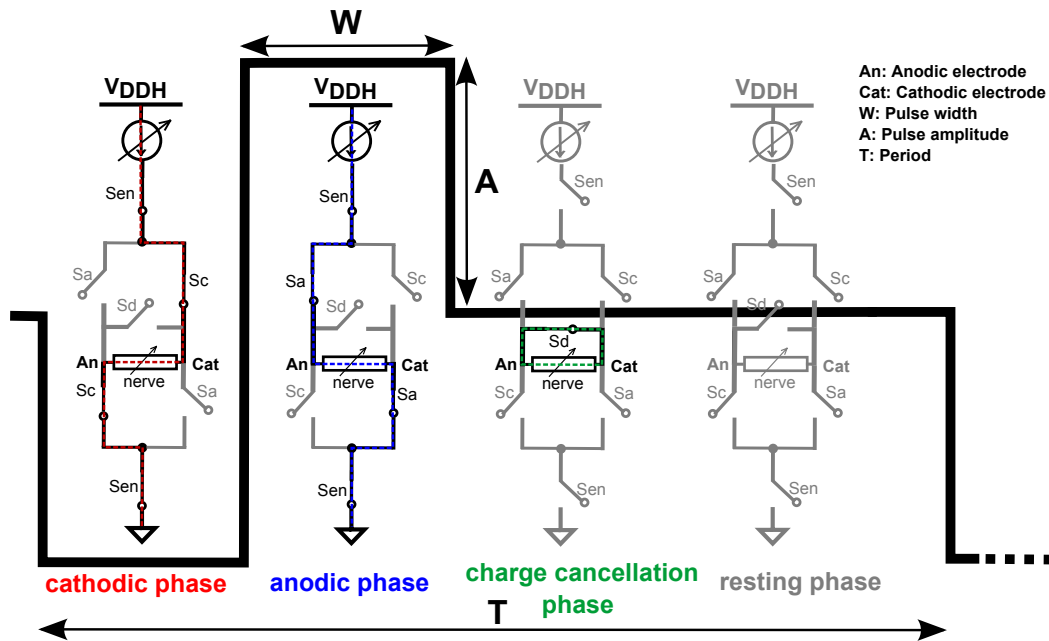 W
VDDH
VDDH
VDDH
VDDH
An: Anodic electrode
Cat: Cathodic electrode
W: Pulse width
A: Pulse amplitude
T: Period
A
Sen
Sen
Sen
Sen
Sa
Sc
Sa
Sc
Sa
Sc
Sa
Sc
Sd
Sd
Sd
Sd
An
Cat
An
Cat
An
Cat
An
Cat
nerve
nerve
nerve
nerve
Sc
Sa
Sc
Sa
Sc
Sa
Sc
Sa
Sen
Sen
Sen
Sen
cathodic phase
anodic phase
charge cancellation
phase
resting phase
T